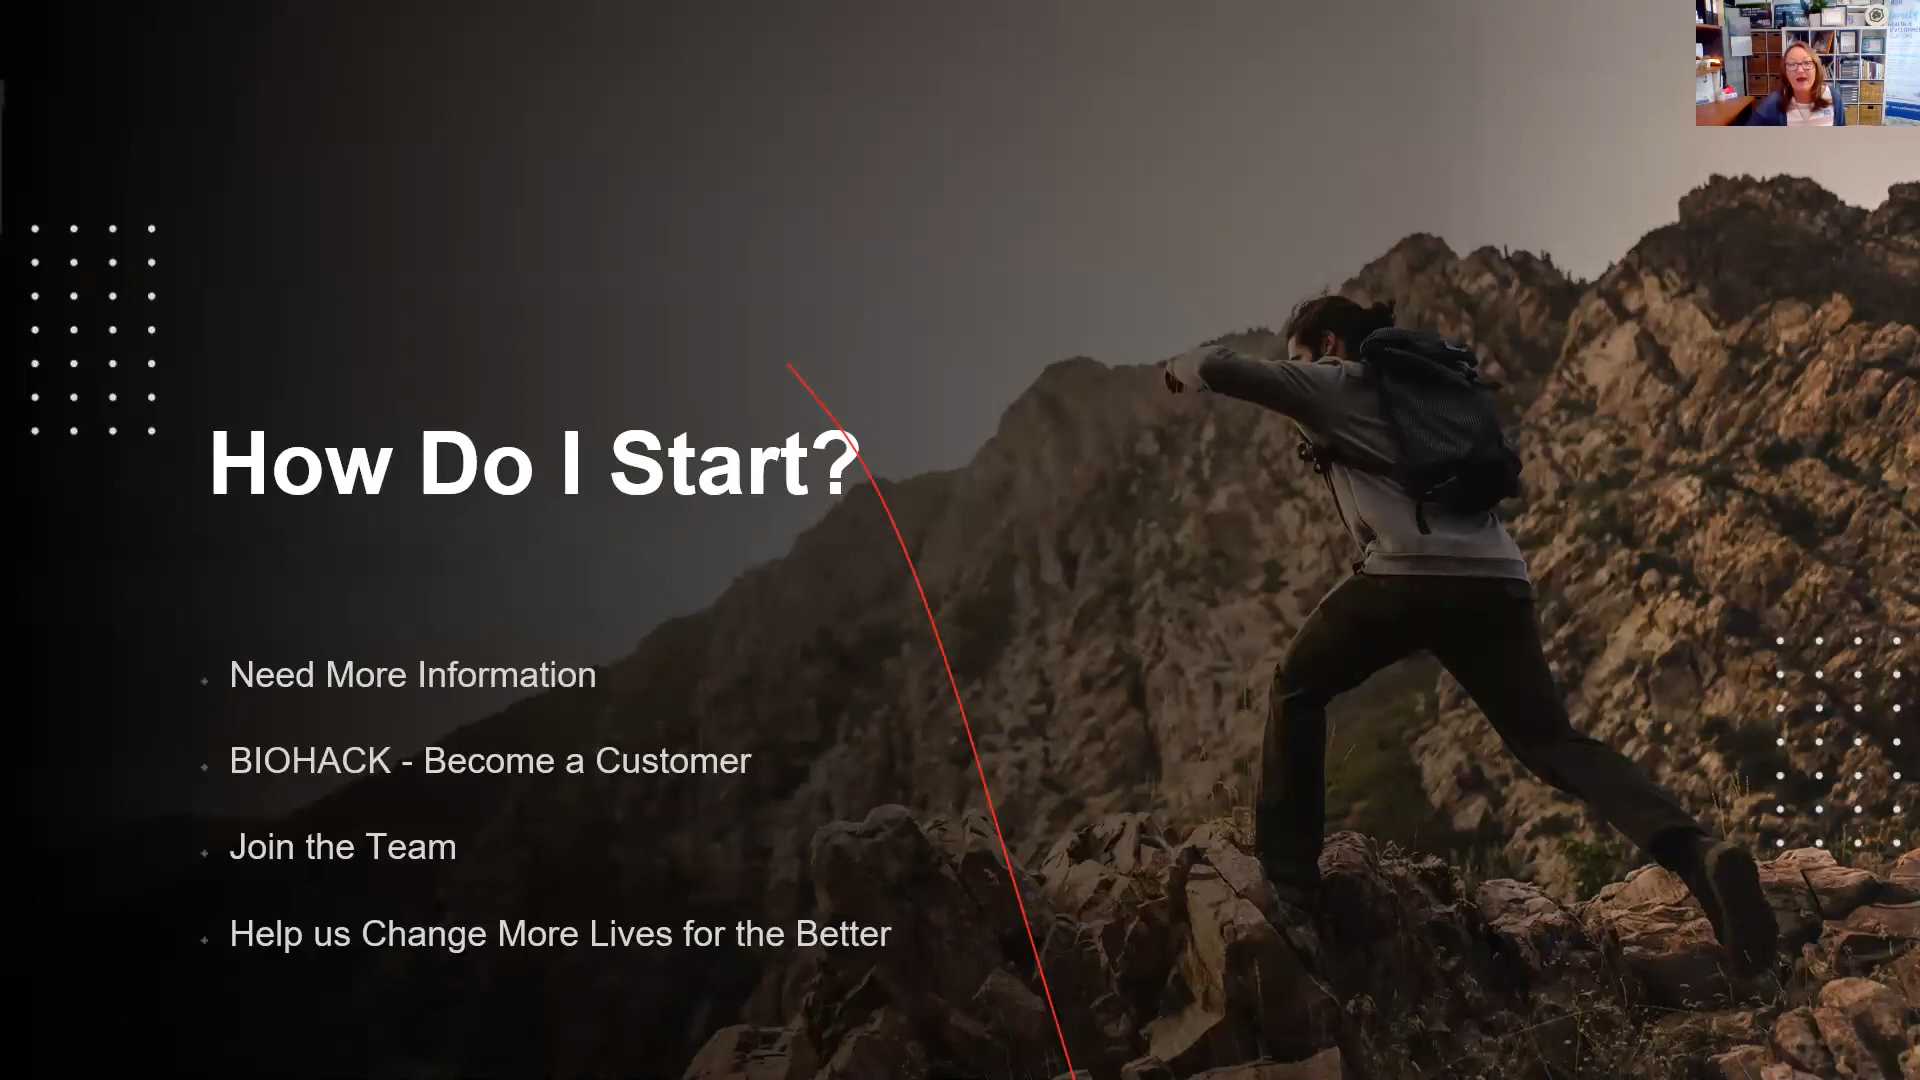 How Do I Start?
Need More Information
BIOHACK - Become a Customer
Join the Team
Help us Change More Lives for the Better